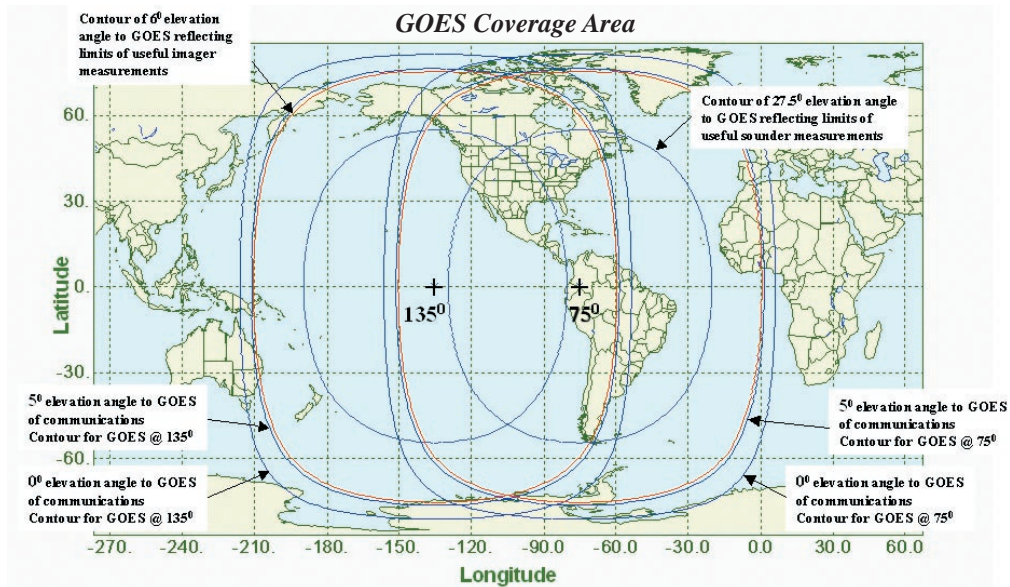 GOES Coverage Area
Contour of 6⁰ elevation
angle to GOES reflecting
limits of useful imager
measurements
Contour of 27.5⁰ elevation angle
to GOES reflecting limits of
useful sounder measurements
60.
30.
0.
-30.
-60.
Latitude
135⁰
75⁰
5⁰ elevation angle to GOES
of communications
Contour for GOES @ 135⁰
0⁰ elevation angle to GOES
of communications
Contour for GOES @ 135⁰
5⁰ elevation angle to GOES
of communications
Contour for GOES @ 75⁰
0⁰ elevation angle to GOES
of communications
Contour for GOES @ 75⁰
-270. -240. -210. -180. -150. -120. -90.0 -60.0 -30.0 0.0 30.0 60.0
Longitude